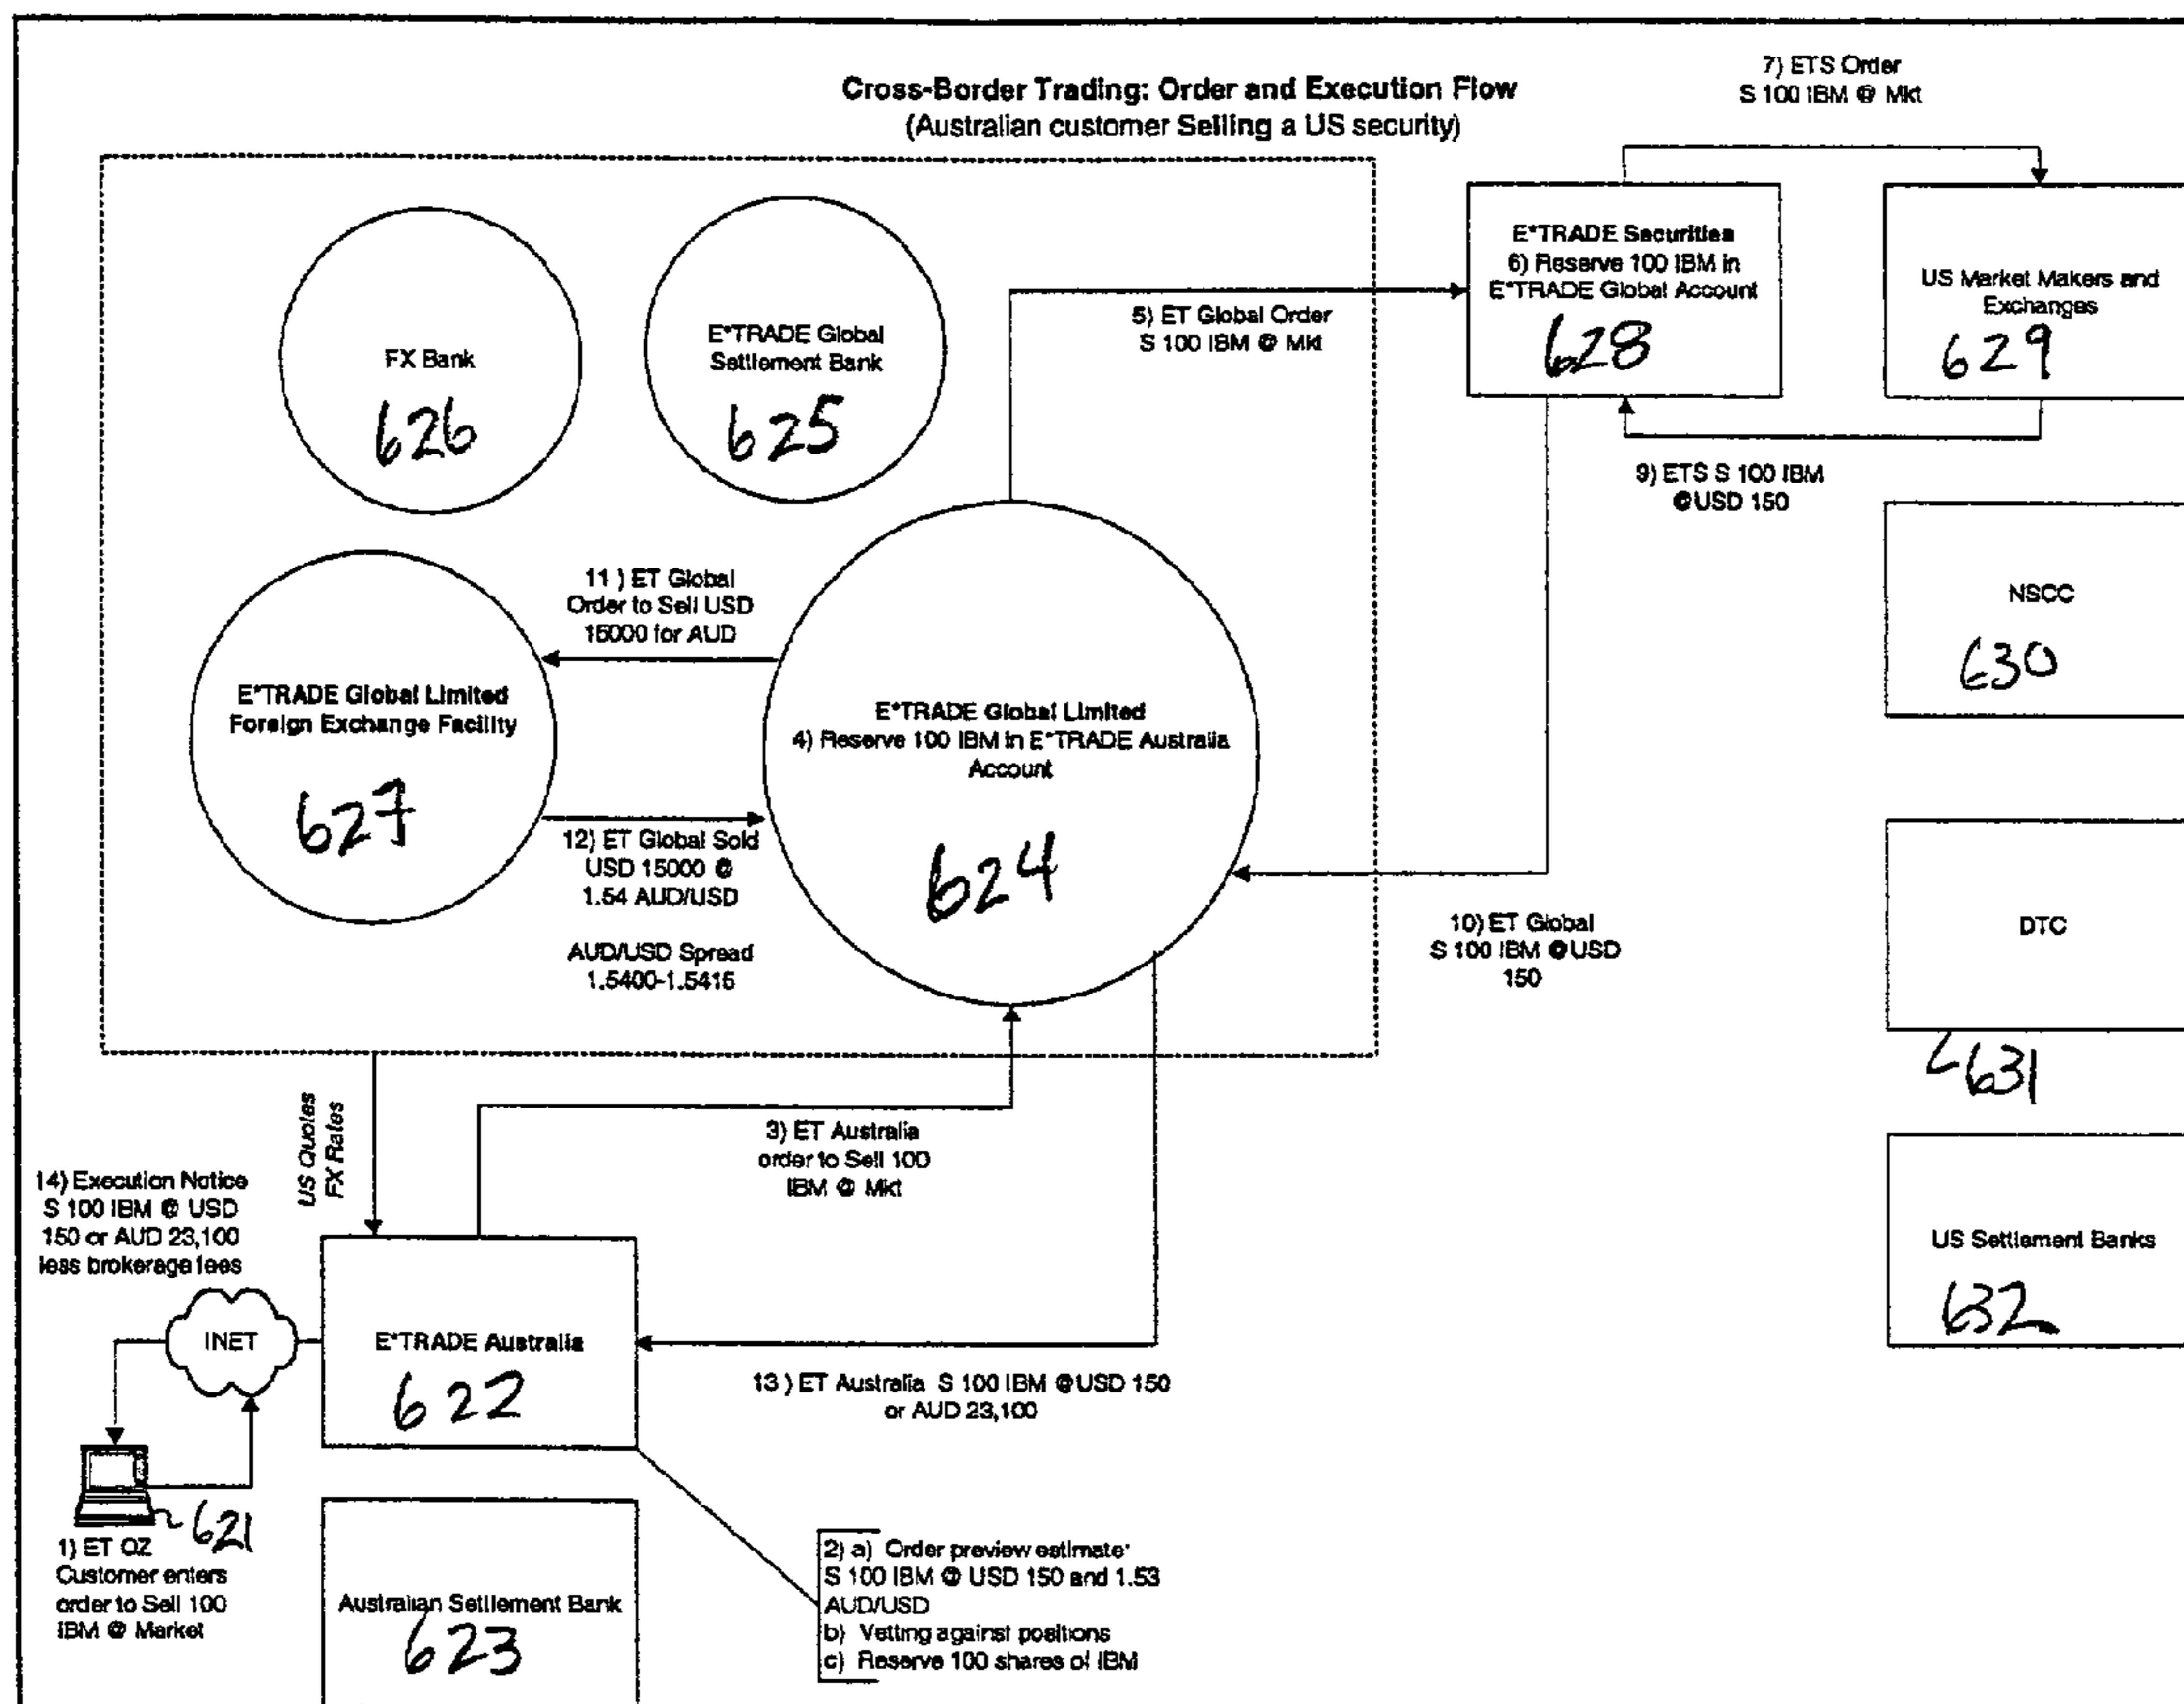 Cross-Border Trading: Order and Execution Flow
(Australian customer Selling a US security)
7) ETS Order
S 100 IBM @ Mkt
FX Bank
626
E*TRADE Global
Settlement Bank
625
5) ET Global Order
S 100 IBM @ Mkt
E*TRADE Securities
6) Reserve 100 IBM in
E*TRADE Global Account
628
US Market Makers and
Exchanges
629
9) ETS S 100 IBM
@USD 150
11 ) ET Global
Order to Sell USD
15000 for AUD
E*TRADE Global Limited
Foreign Exchange Facility
627
E*TRADE Global Limited
4) Reserve 100 IBM in E*TRADE Australia
Account
624
12) ET Global Sold
USD 15000 @
1.54 AUD/USD
AUD/USD Spread
1.5400-1.5415
10) ET Global
S 100 IBM @USD
150
NSCC
630
DTC
631
US Settlement Banks
632
US Quotes
FX Rates
3) ET Australia
order to Sell 100
IBM @ Mkt
14) Execution Notice
S 100 IBM @ USD
150 or AUD 23,100
less brokerage fees
INET
E*TRADE Australia
622
13 ) ET Australia S 100 IBM @USD 150
or AUD 23,100
621
1) ET OZ
Customer enters
order to Sell 100
IBM @ Market
Australian Settlement Bank
623
2) a) Order preview estimate:
S 100 IBM @ USD 150 and 1.53
AUD/USD
b) Vetting against positions
c) Reserve 100 shares of IBM